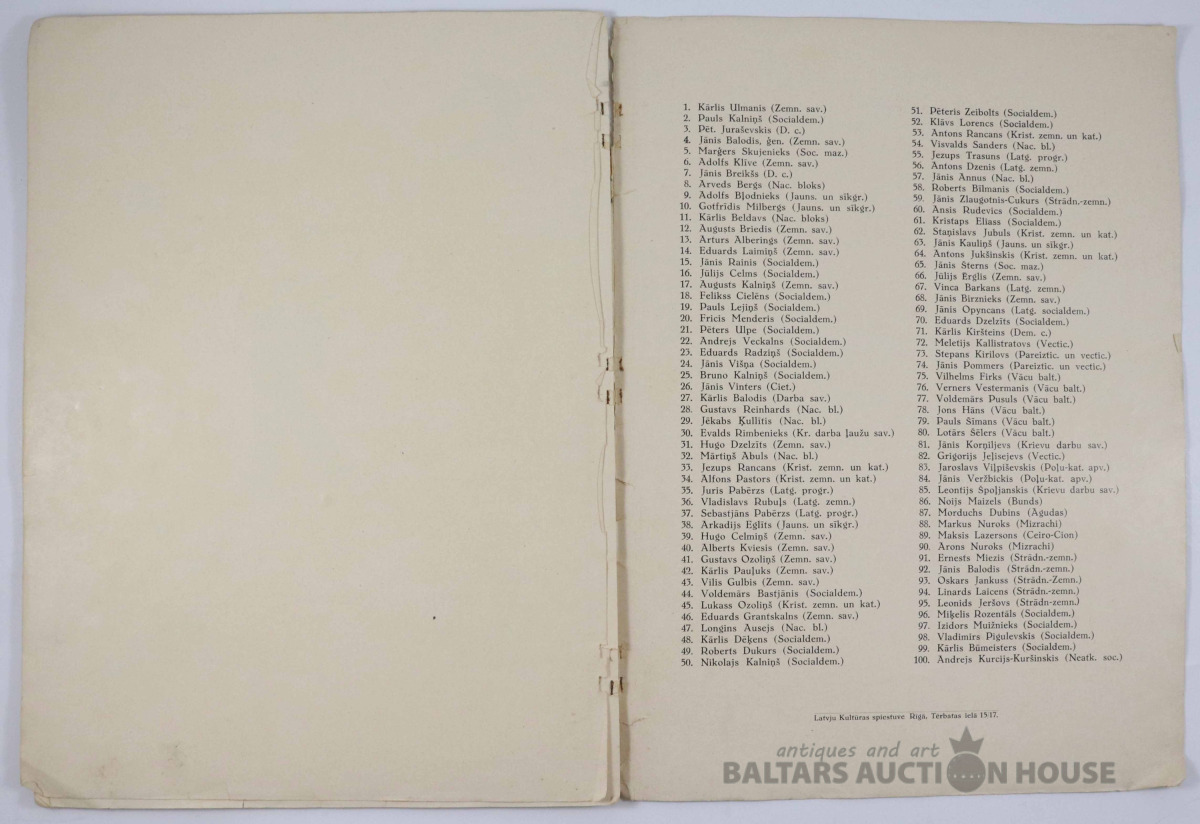 1. Kārlis Ulmanis (Zemn. sav.)
2. Pauls Kalniņš (Socialdem.)
3. Pēt. Juraševskis (D. c.)
4. Jānis Balodis, ģen. (Zemn. sav.)
5. Marģers Skujenieks (Soc. maz.)
6. Adolfs Klīve (Zemn. sav.)
7. Jānis Breikšs (D. c.)
8. Arveds Bergs (Nac. bloks)
9. Ādolfs Bļodnieks (Jauns. un sīkgr.)
10. Gotfrīdis Milbergs (Jauns. un sīkgr.)
11. Kārlis Beldavs (Nac. bloks)
12. Augusts Briedis (Zemn. sav.)
13. Arturs Alberings (Zemn. sav.)
14. Eduards Laimiņš (Zemn. sav.)
15. Jānis Rainis (Socialdem.)
16. Jūlijs Celms (Socialdem.)
17. Augusts Kalniņš (Zemn. sav.)
18. Felikss Cielēns (Socialdem.)
19. Pauls Lejiņš (Socialdem.)
20. Fricis Menderis (Socialdem.)
21. Pēters Ulpe (Socialdem.)
22. Andrejs Veckalns (Socialdem.)
23. Eduards Radziņš (Socialdem.)
24. Jānis Višņa (Socialdem.)
25. Bruno Kalniņš (Socialdem.)
26. Jānis Vinters (Ciet.)
27. Kārlis Balodis (Darba sav.)
28. Gustavs Reinhards (Nac. bl.)
29. Jēkabs Ķullītis (Nac. bl.)
30. Evalds Rimbenieks (Kr. darba ļaužu sav.)
31. Hugo Dzelzīts (Zemn. sav.)
32. Mārtiņš Abuls (Nac. bl.)
33. Jezups Rancans (Krist. zemn. un kat.)
34. Alfons Pastors (Krist. zemn. un kat.)
35. Juris Pabērzs (Latg. progr.)
36. Vladislavs Rubuļs (Latg. zemn.)
37. Sebastjāns Pabērzs (Latg. progr.)
38. Arkadijs Eglīts (Jauns. un sīkgr.)
39. Hugo Celmiņš (Zemn. sav.)
40. Alberts Kviesis (Zemn. sav.)
41. Gustavs Ozoliņš (Zemn. sav.)
42. Kārlis Pauļuks (Zemn. sav.)
43. Vilis Gulbis (Zemn. sav.)
44. Voldemārs Bastjānis (Socialdem.)
45. Lukass Ozoliņš (Krist. zemn. un kat.)
46. Eduards Grantskalns (Zemn. sav.)
47. Longins Ausejs (Nac. bl.)
48. Kārlis Dēķens (Socialdem.)
49. Roberts Dukurs (Socialdem.)
50. Nikolajs Kalniņš (Socialdem.)
51. Pēteris Zeibolts (Socialdem.)
52. Klāvs Lorencs (Socialdem.)
53. Antons Rancans (Krist. zemn. un kat.)
54. Visvalds Sanders (Nac. bl.)
55. Jezups Trasuns (Latg. progr.)
56. Antons Dzenis (Latg. zemn.)
57. Jānis Annus (Nac. bl.)
58. Roberts Bīlmanis (Socialdem.)
59. Jānis Zlaugotnis-Cukurs (Strādn.-zemn.)
60. Ansis Rudevics (Socialdem.)
61. Kristaps Eliass (Socialdem.)
62. Staņislavs Jubuls (Krist. zemn. un kat.)
63. Jānis Kauliņš (Jauns. un sīkgr.)
64. Antons Jukšinskis (Krist. zemn. un kat.)
65. Jānis Šterns (Soc. maz.)
66. Jūlijs Ērglis (Zemn. sav.)
67. Vinca Barkans (Latg. zemn.)
68. Jānis Birznieks (Zemn. sav.)
69. Jānis Opyncans (Latg. socialdem.)
70. Eduards Dzelzīts (Socialdem.)
71. Kārlis Kiršteins (Dem. c.)
72. Meletijs Kallistratovs (Vectic.)
73. Stepans Kirilovs (Pareiztic. un vectic.)
74. Jānis Pommers (Pareiztic. un vectic.)
75. Vilhelms Firks (Vācu balt.)
76. Verners Vestermanis (Vācu balt.)
77. Voldemārs Pusuls (Vācu balt.)
78. Jons Hāns (Vācu balt.)
79. Pauls Šīmans (Vācu balt.)
80. Lotārs Šēlers (Vācu balt.)
81. Jānis Korņiļjevs (Krievu darbu sav.)
82. Grigorijs Jeļisejevs (Vectic.)
83. Jaroslavs Viļpiševskis (Poļu-kat. apv.)
84. Jānis Veržbickis (Poļu-kat. apv.)
85. Leontijs Špoļjanskis (Krievu darbu sav.)
86. Noijs Maizels (Bunds)
87. Morduchs Dubins (Agudas)
88. Markus Nuroks (Mizrachi)
89. Maksis Lazersons (Ceiro-Cion)
90. Ārons Nuroks (Mizrachi)
91. Ernests Miezis (Strādn.-zemn.)
92. Jānis Balodis (Strādn.-zemn.)
93. Oskars Jankuss (Strādn.-Zemn.)
94. Linards Laicens (Strādn-zemn.)
95. Leonids Jeršovs (Strādn-zemn.)
96. Miķelis Rozentāls (Socialdem.)
97. Izidors Muižnieks (Socialdem.)
98. Vladimirs Pigulevskis (Socialdem.)
99. Kārlis Būmeisters (Socialdem.)
100. Andrejs Kurcijs-Kuršinskis (Neatk. soc.)
Latvju Kultūras spiestuve Rīgā, Tērbatas ielā 15/17.
antiques and art
BALTARS AUCTION HOUSE